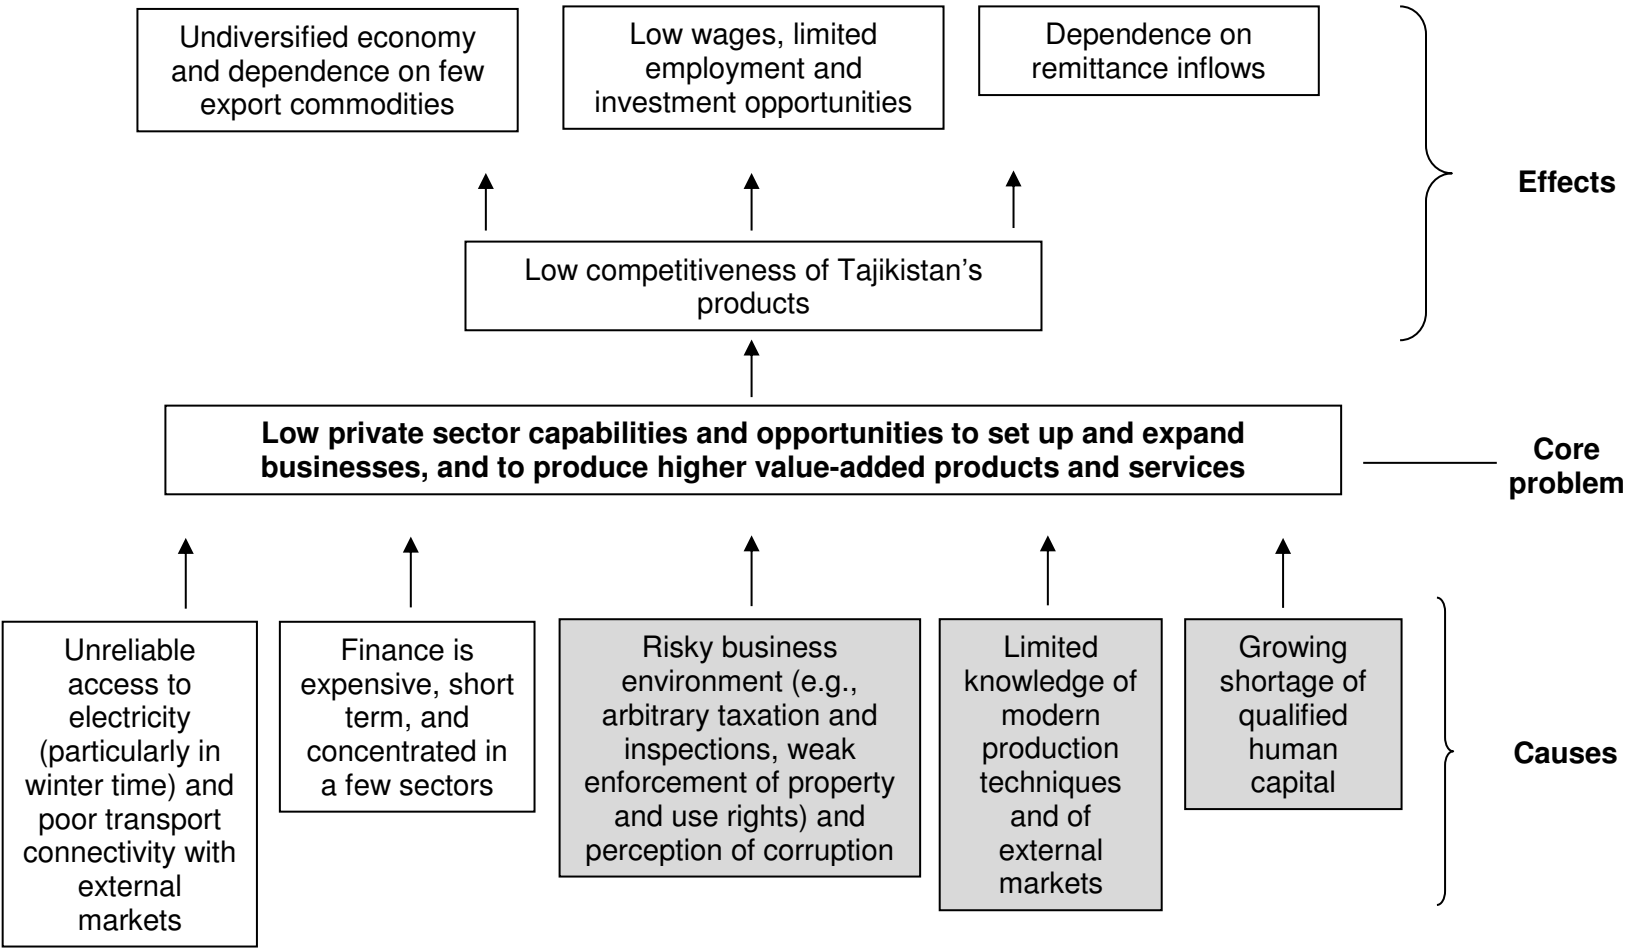 Undiversified economy
and dependence on few
export commodities
Low wages, limited
employment and
investment opportunities
Dependence on
remittance inflows
Effects
Low competitiveness of Tajikistan’s
products
Low private sector capabilities and opportunities to set up and expand
businesses, and to produce higher value-added products and services
Core
problem
Unreliable
access to
electricity
(particularly in
winter time) and
poor transport
connectivity with
external
markets
Finance is
expensive, short
term, and
concentrated in
a few sectors
Risky business
environment (e.g.,
arbitrary taxation and
inspections, weak
enforcement of property
and use rights) and
perception of corruption
Limited
knowledge of
modern
production
techniques
and of
external
markets
Growing
shortage of
qualified
human
capital
Causes